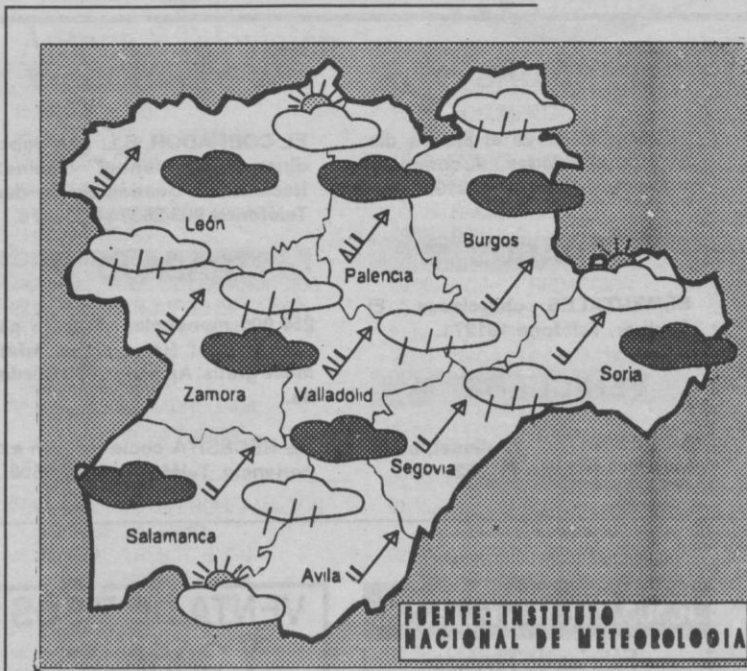 León
Burgos
Palencia
Zamora
Valladolid
Soria
Segovia
Salamanca
Avila
FUENTE: INSTITUTO
NACIONAL DE METEOROLOGIA